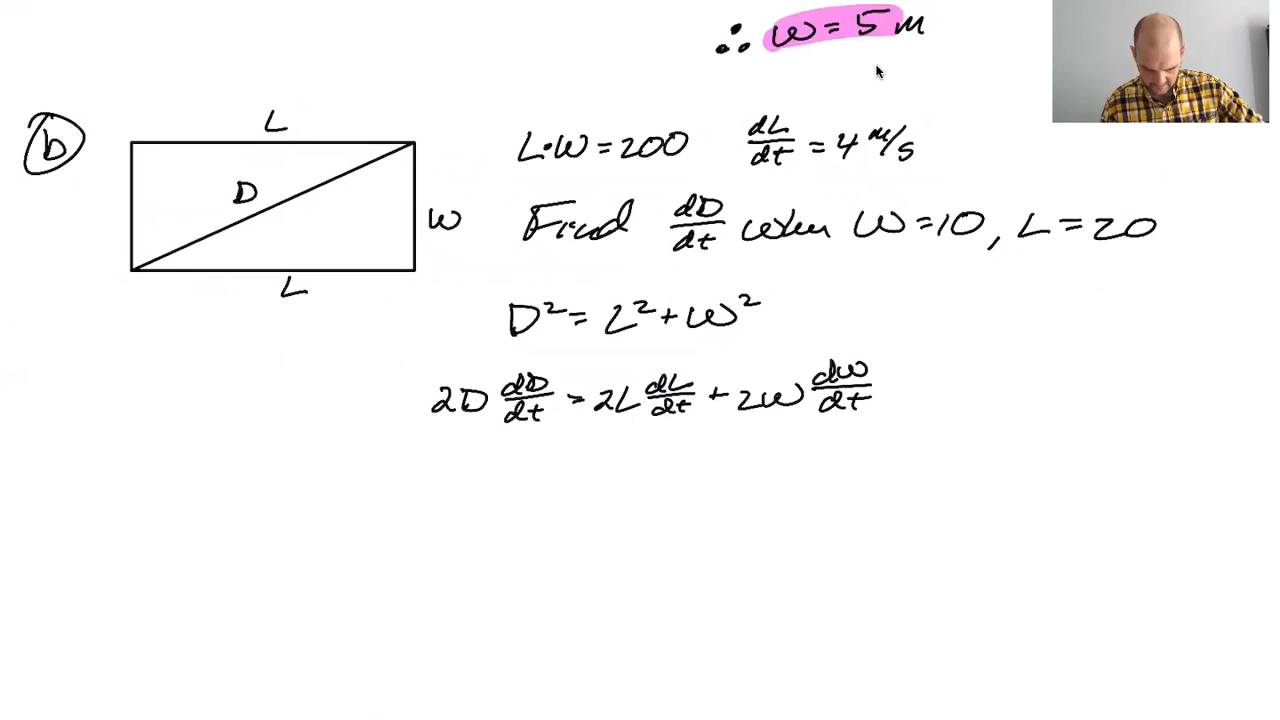 ∴ W = 5 m
b
L
D
W
L
L·W = 200 dL/dt = 4 m/s
Find dD/dt when W = 10, L = 20
D² = L² + W²
2D dD/dt = 2L dL/dt + 2W dW/dt